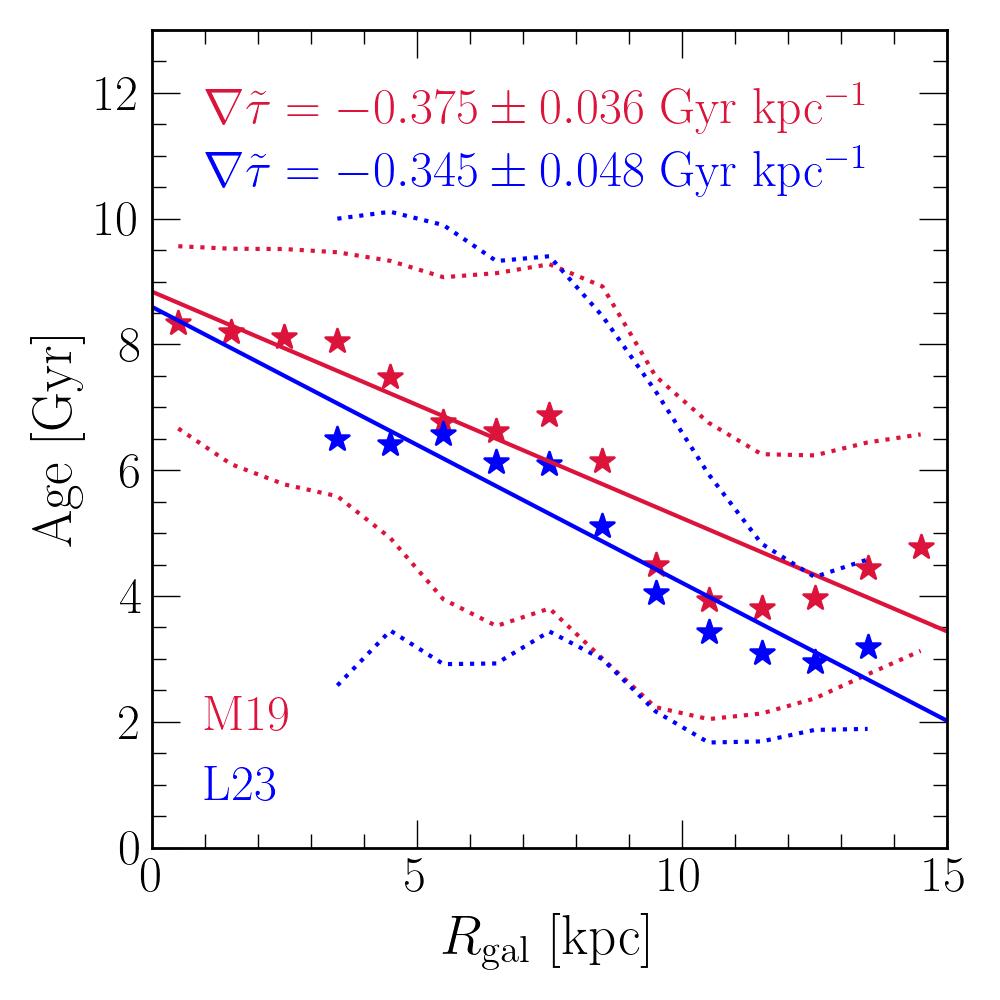 ∇τ̃ = −0.375 ± 0.036 Gyr kpc⁻¹
∇τ̃ = −0.345 ± 0.048 Gyr kpc⁻¹
12
10
8
6
4
2
0
Age [Gyr]
M19
L23
0 5 10 15
R_gal [kpc]